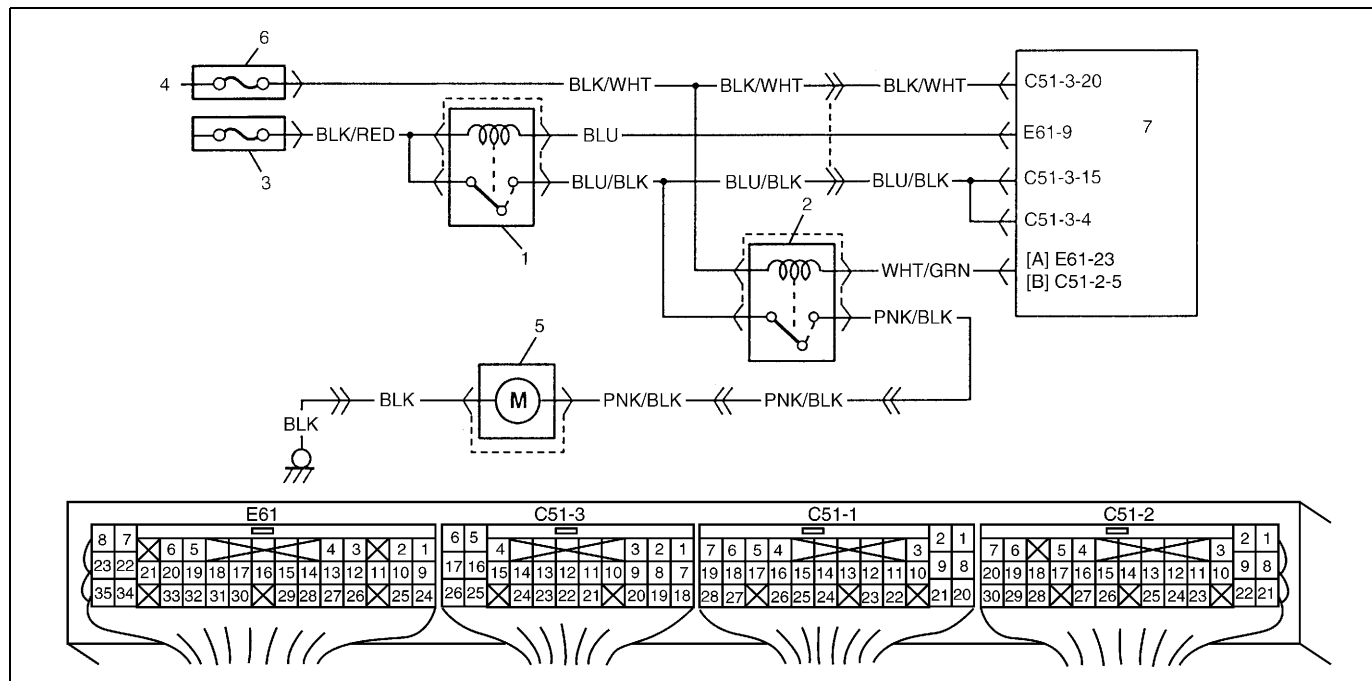 6
4 BLK/WHT BLK/WHT BLK/WHT C51-3-20
BLK/RED BLU E61-9 7
3
BLU/BLK BLU/BLK BLU/BLK C51-3-15
2 C51-3-4
1
WHT/GRN [A] E61-23
[B] C51-2-5
PNK/BLK
5
BLK M PNK/BLK PNK/BLK
BLK
E61 C51-3 C51-1 C51-2
8 7 6 5 4 3 2 1
23 22 21 20 19 18 17 16 15 14 13 12 11 10 9
35 34 33 32 31 30 29 28 27 26 25 24
6 5 4 3 2 1
17 16 15 14 13 12 11 10 9 8 7
26 25 24 23 22 21 20 19 18
7 6 5 4 3 2 1
19 18 17 16 15 14 13 12 11 10 9 8
28 27 26 25 24 23 22 21 20
7 6 5 4 3 2 1
20 19 18 17 16 15 14 13 12 11 10 9 8
30 29 28 27 26 25 24 23 22 21